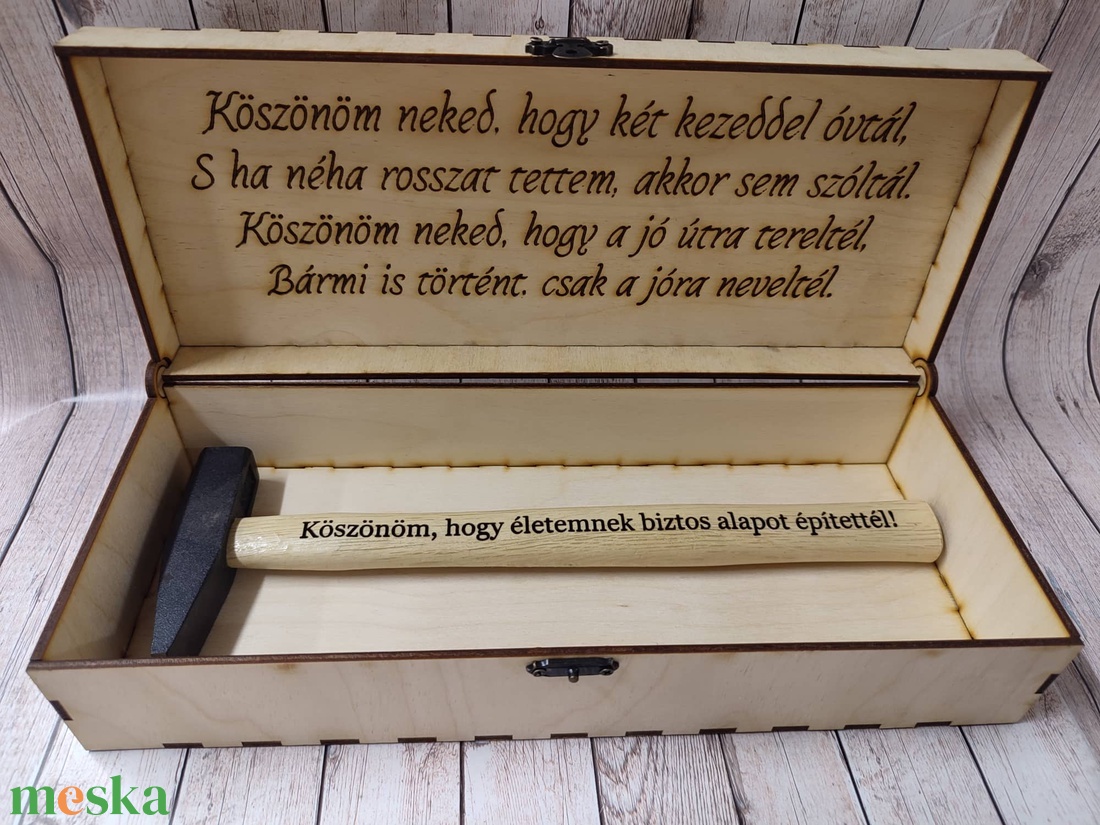 Köszönöm neked, hogy két kezeddel óvtál,
S ha néha rosszat tettem, akkor sem szóltál.
Köszönöm neked, hogy a jó útra tereltél,
Bármi is történt, csak a jóra neveltél.
Köszönöm, hogy életemnek biztos alapot építettél!
meska